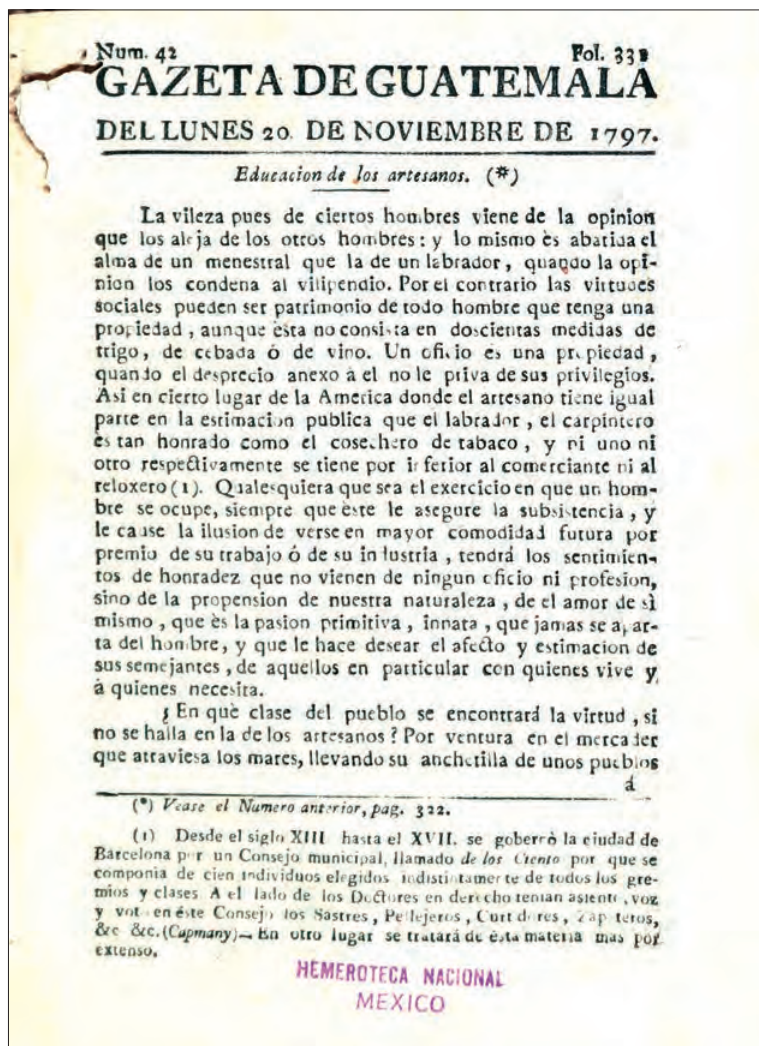 Num. 42 Fol. 331
GAZETA DE GUATEMALA
DEL LUNES 20 DE NOVIEMBRE DE 1797.
Educacion de los artesanos. (*)
La vileza pues de ciertos hombres viene de la opinion
que los aleja de los otros hombres: y lo mismo ès abatida el
alma de un menestral que la de un labrador, quando la opi-
nion los condena al vilipendio. Por el contrario las virtudes
sociales pueden ser patrimonio de todo hombre que tenga una
propiedad, aunque èsta no consista en doscientas medidas de
trigo, de cebada ó de vino. Un oficio es una propiedad,
quando el desprecio anexo à el no le priva de sus privilegios.
Asi en cierto lugar de la America donde el artesano tiene igual
parte en la estimacion publica que el labrador, el carpintero
ès tan honrado como el cosechero de tabaco, y ni uno ni
otro respectivamente se tiene por inferior al comerciante ni al
reloxero (1). Qualesquiera que sea el exercicio en que un hom-
bre se ocupe, siempre que èste le asegure la subsistencia, y
le cause la ilusion de verse en mayor comodidad futura por
premio de su trabajo ó de su industria, tendrá los sentimien-
tos de honradez que no vienen de ningun oficio ni profesion,
sino de la propension de nuestra naturaleza, de el amor de sì
mismo, que ès la pasion primitiva, innata, que jamas se apar-
ta del hombre, y que le hace desear el afecto y estimacion de
sus semejantes, de aquellos en particular con quienes vive y
à quienes necesita.
¿ En què clase del pueblo se encontrará la virtud, si
no se halla en la de los artesanos? Por ventura en el mercader
que atraviesa los mares, llevando su anchetilla de unos pueblos
á
(*) Vease el Numero anterior, pag. 322.
(1) Desde el siglo XIII hasta el XVII. se goberró la ciudad de
Barcelona por un Consejo municipal, llamado de los Ciento por que se
componia de cien individuos elegidos indistintamerte de todos los gre-
mios y clases A el lado de los Doctores en derecho tenian asiento, voz
y voto en éste Consejo los Sastres, Pellejeros, Curtidores, Zapateros,
&c &c. (Capmany)— En otro lugar se tratará de èsta materia mas por
extenso.
HEMEROTECA NACIONAL
MEXICO